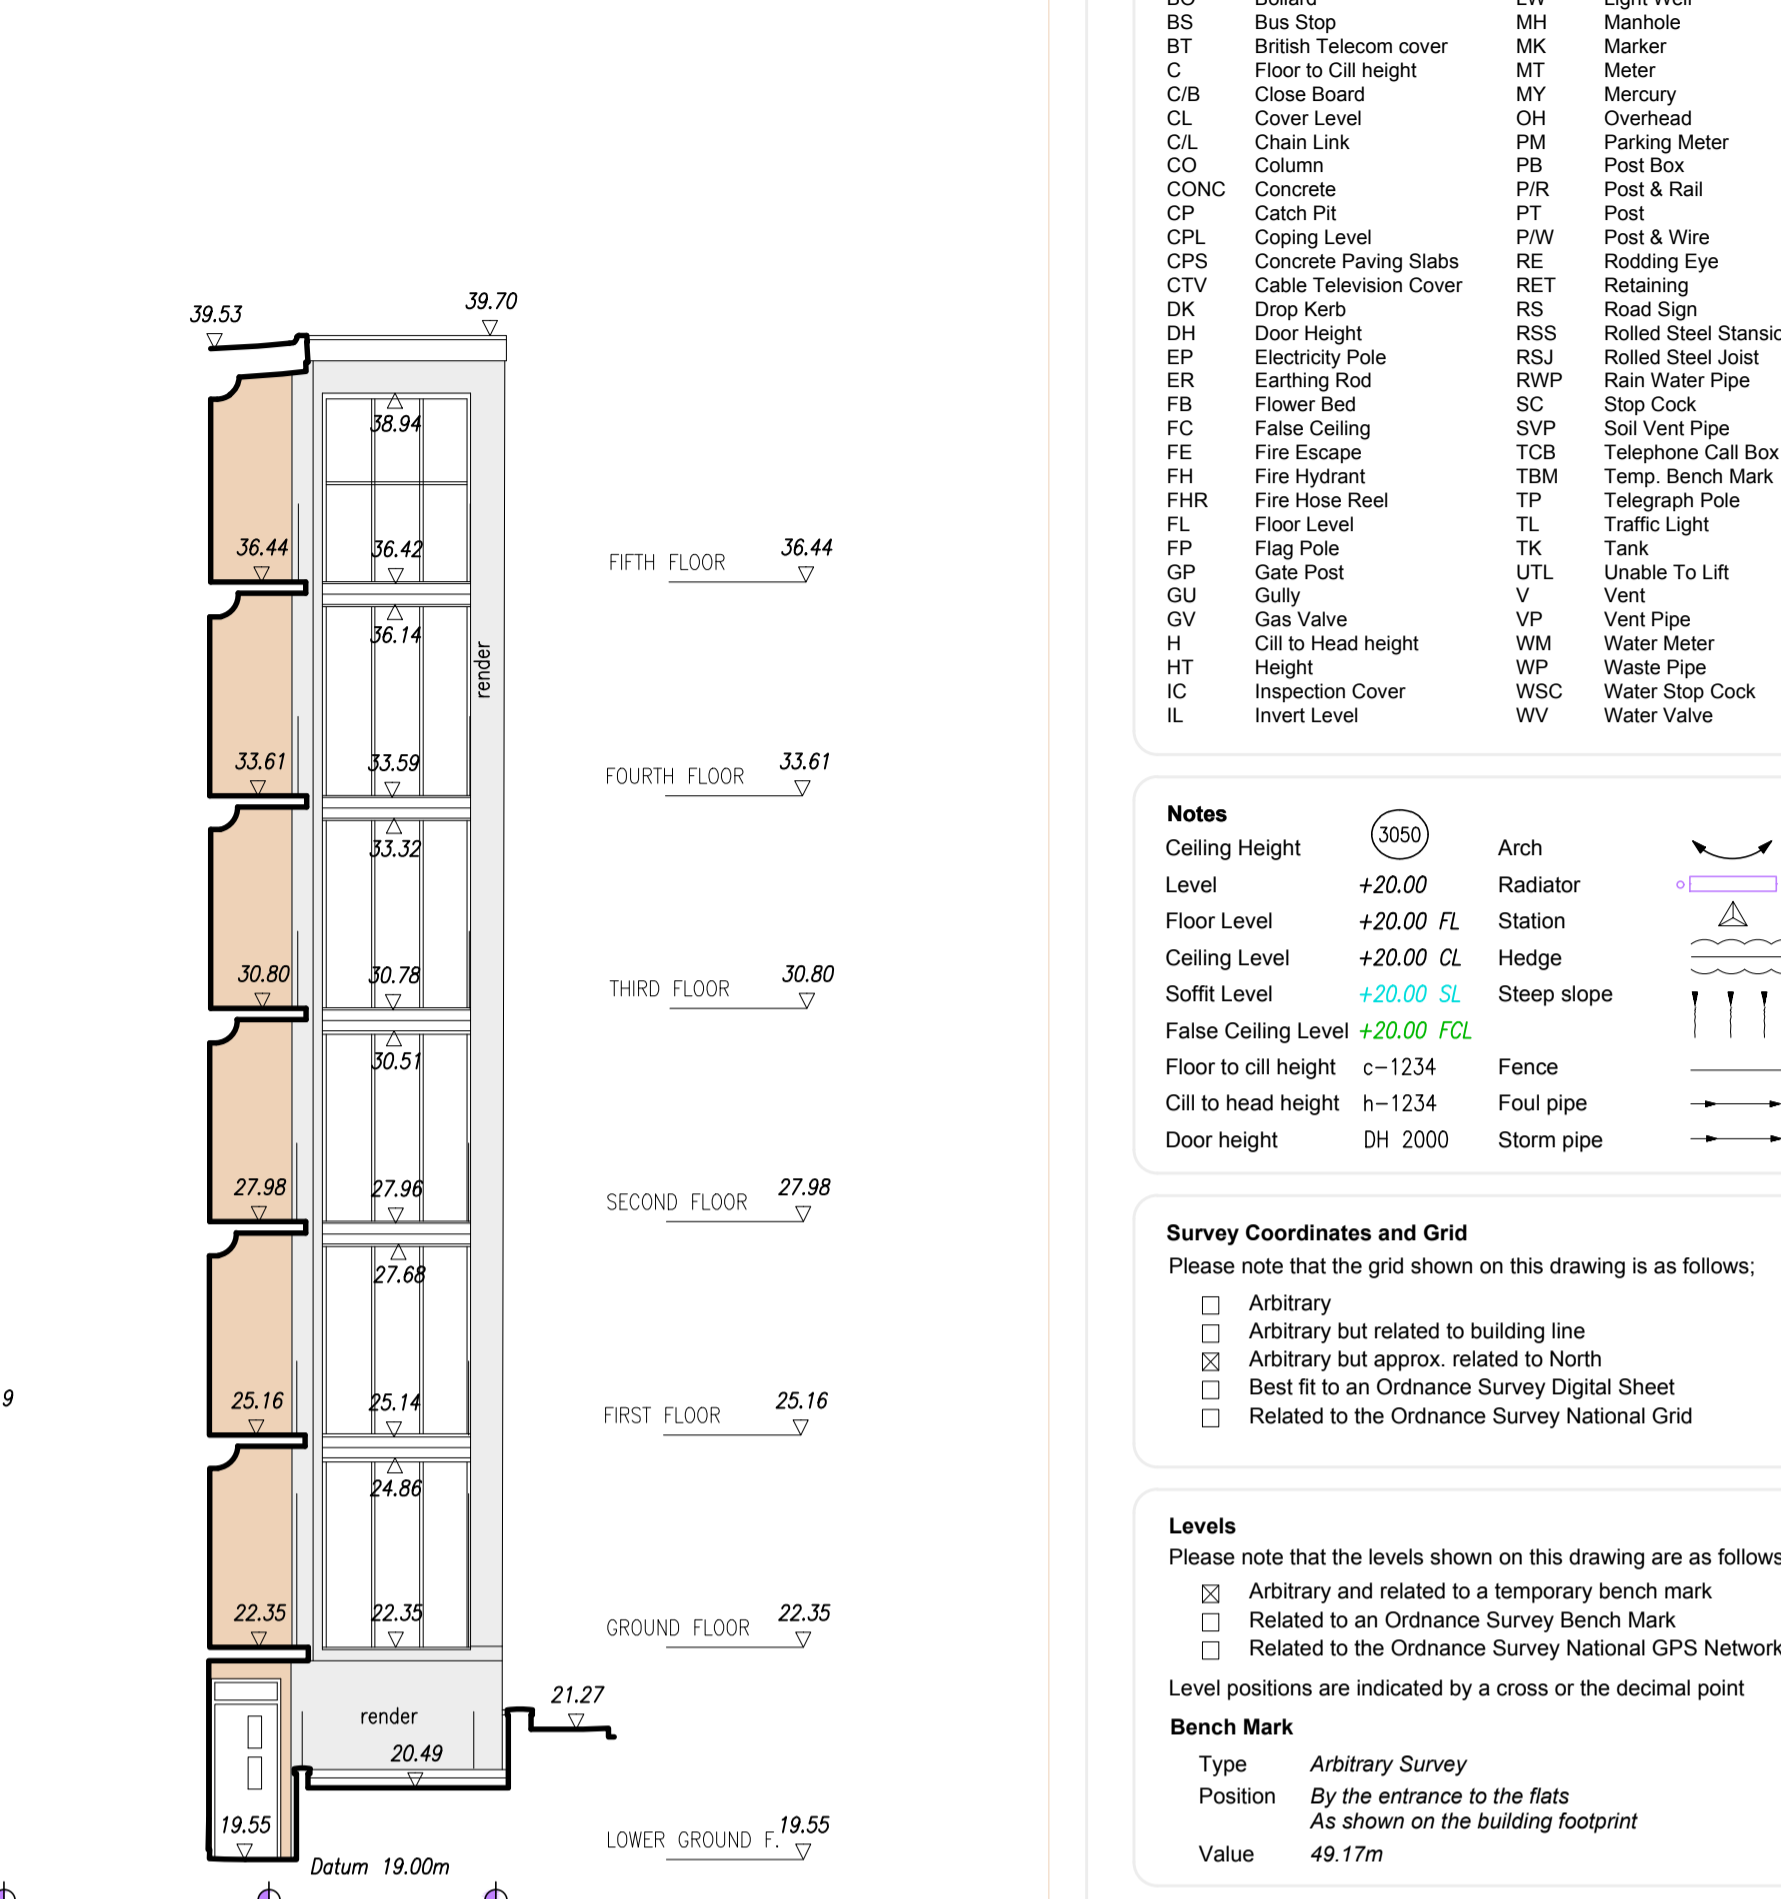 39.53
39.70
38.94
36.44
36.42
FIFTH FLOOR 36.44
36.14
render
33.61
33.59
FOURTH FLOOR 33.61
33.32
30.80
30.78
THIRD FLOOR 30.80
30.51
27.98
27.96
SECOND FLOOR 27.98
27.68
9
25.16
25.14
FIRST FLOOR 25.16
24.86
22.35
22.35
GROUND FLOOR 22.35
21.27
render
20.49
19.55
LOWER GROUND F. 19.55
Datum 19.00m
BS Bus Stop MH Manhole
BT British Telecom cover MK Marker
C Floor to Cill height MT Meter
C/B Close Board MY Mercury
CL Cover Level OH Overhead
C/L Chain Link PM Parking Meter
CO Column PB Post Box
CONC Concrete P/R Post & Rail
CP Catch Pit PT Post
CPL Coping Level P/W Post & Wire
CPS Concrete Paving Slabs RE Rodding Eye
CTV Cable Television Cover RET Retaining
DK Drop Kerb RS Road Sign
DH Door Height RSS Rolled Steel
EP Electricity Pole RSJ Rolled Steel Joist
ER Earthing Rod RWP Rain Water Pipe
FB Flower Bed SC Stop Cock
FC False Ceiling SVP Soil Vent Pipe
FE Fire Escape TCB Telephone Call Box
FH Fire Hydrant TBM Temp. Bench Mark
FHR Fire Hose Reel TP Telegraph Pole
FL Floor Level TL Traffic Light
FP Flag Pole TK Tank
GP Gate Post UTL Unable To Lift
GU Gully V Vent
GV Gas Valve VP Vent Pipe
H Cill to Head height WM Water Meter
HT Height WP Waste Pipe
IC Inspection Cover WSC Water Stop Cock
IL Invert Level WV Water Valve
Notes
Ceiling Height 3050 Arch
Level +20.00 Radiator
Floor Level +20.00 FL Station
Ceiling Level +20.00 CL Hedge
Soffit Level +20.00 SL Steep slope
False Ceiling Level +20.00 FCL
Floor to cill height c-1234 Fence
Cill to head height h-1234 Foul pipe
Door height DH 2000 Storm pipe
Survey Coordinates and Grid
Please note that the grid shown on this drawing is as follows;
Arbitrary
Arbitrary but related to building line
Arbitrary but approx. related to North
Best fit to an Ordnance Survey Digital Sheet
Related to the Ordnance Survey National Grid
Levels
Please note that the levels shown on this drawing are as follows
Arbitrary and related to a temporary bench mark
Related to an Ordnance Survey Bench Mark
Related to the Ordnance Survey National GPS Network
Level positions are indicated by a cross or the decimal point
Bench Mark
Type Arbitrary Survey
Position By the entrance to the flats
As shown on the building footprint
Value 49.17m